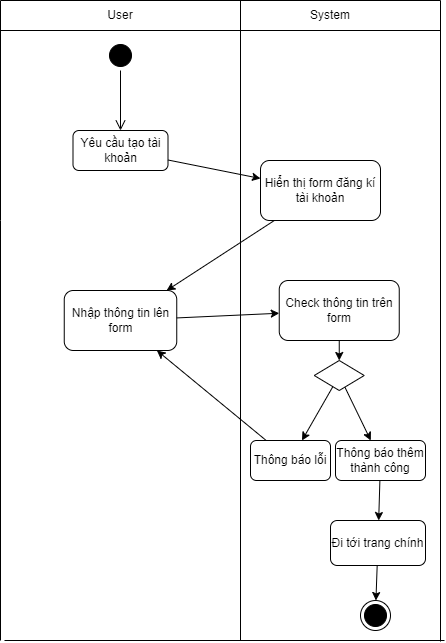 User
System
Yêu cầu tạo tài
khoản
Hiển thị form đăng kí
tài khoản
Nhập thông tin lên
form
Check thông tin trên
form
Thông báo lỗi
Thông báo thêm
thành công
Đi tới trang chính